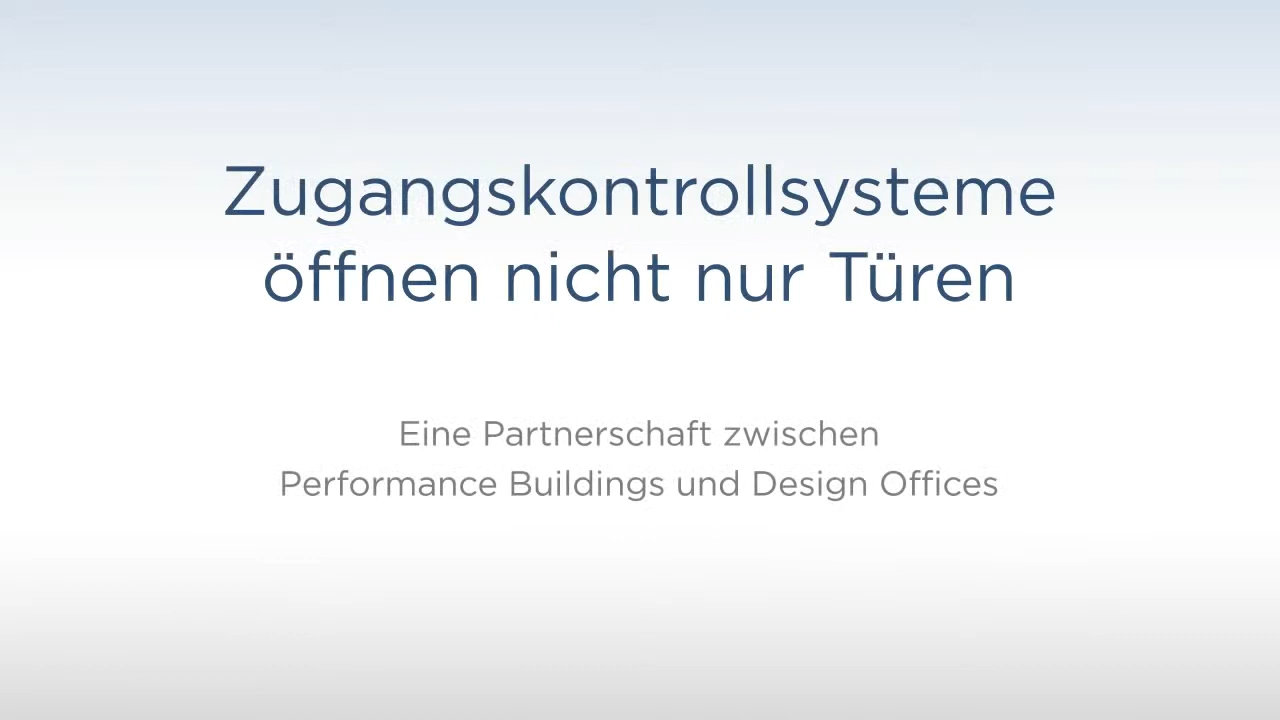 Zugangskontrollsysteme
öffnen nicht nur Türen
Eine Partnerschaft zwischen
Performance Buildings und Design Offices